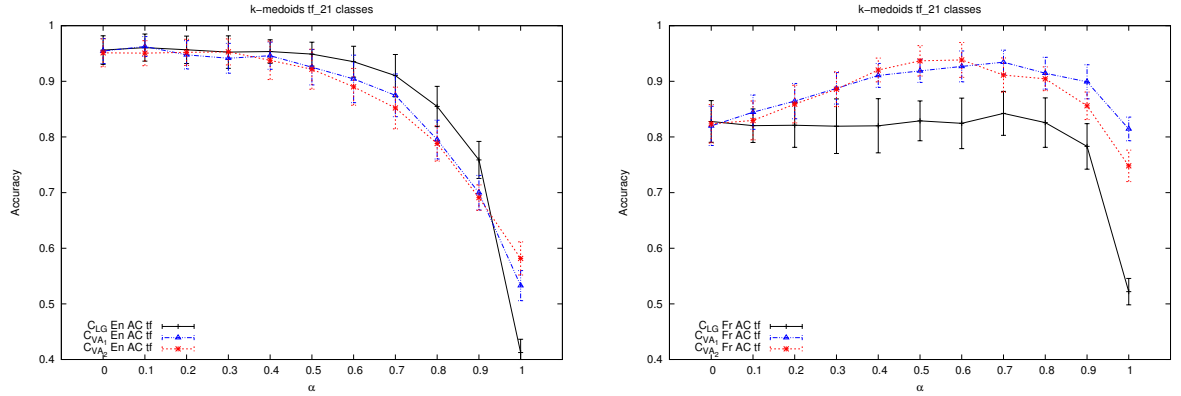 k-medoids tf_21 classes
1
0.9
0.8
0.7
0.6
0.5
0.4
Accuracy
C_LG En AC tf
C_VA_1 En AC tf
C_VA_2 En AC tf
0 0.1 0.2 0.3 0.4 0.5 0.6 0.7 0.8 0.9 1
α
k-medoids tf_21 classes
1
0.9
0.8
0.7
0.6
0.5
0.4
Accuracy
C_LG Fr AC tf
C_VA_1 Fr AC tf
C_VA_2 Fr AC tf
0 0.1 0.2 0.3 0.4 0.5 0.6 0.7 0.8 0.9 1
α